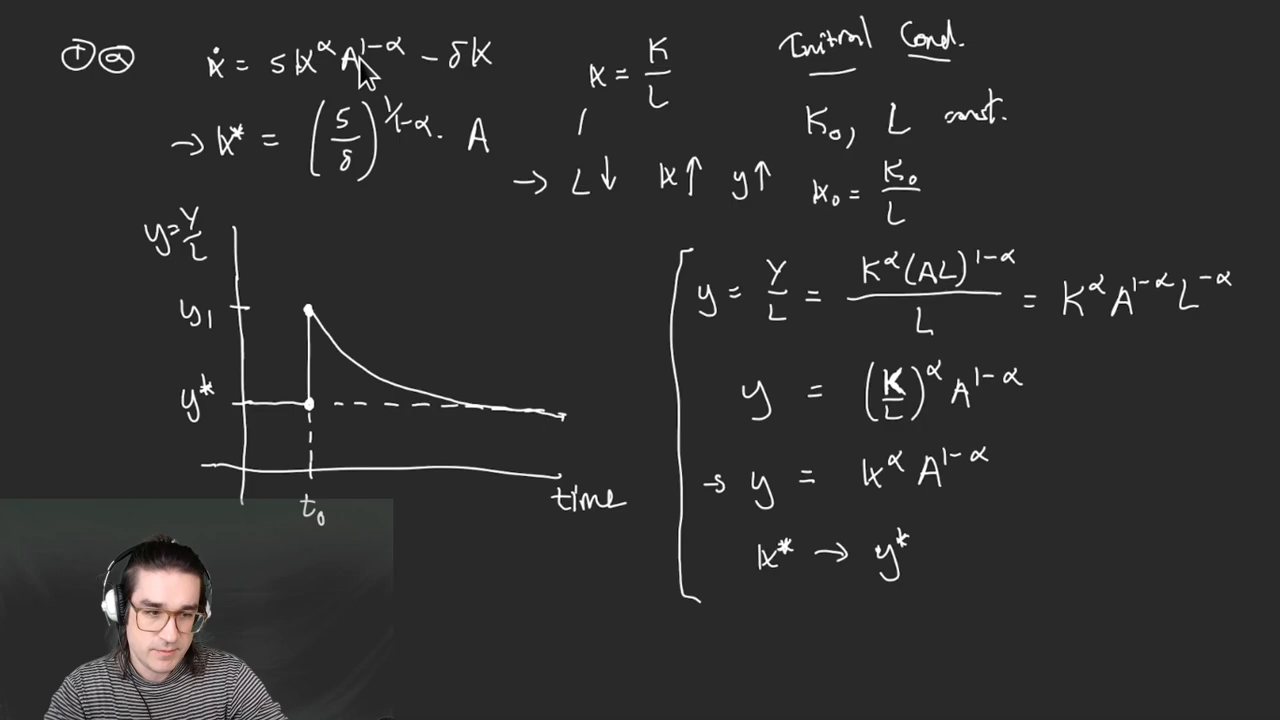 ① ⓐ k̇ = s k^α A^{1-α} - δk
→ k* = (s/δ)^{1/1-α} · A
k = K/L
→ L↓ k↑ y↑
Initial Cond.
K₀, L const.
k₀ = K₀/L
y = Y/L
y₁
y*
t₀
time
y = Y/L = K^α (AL)^{1-α} / L = K^α A^{1-α} L^{-α}
y = (K/L)^α A^{1-α}
→ y = k^α A^{1-α}
k* → y*